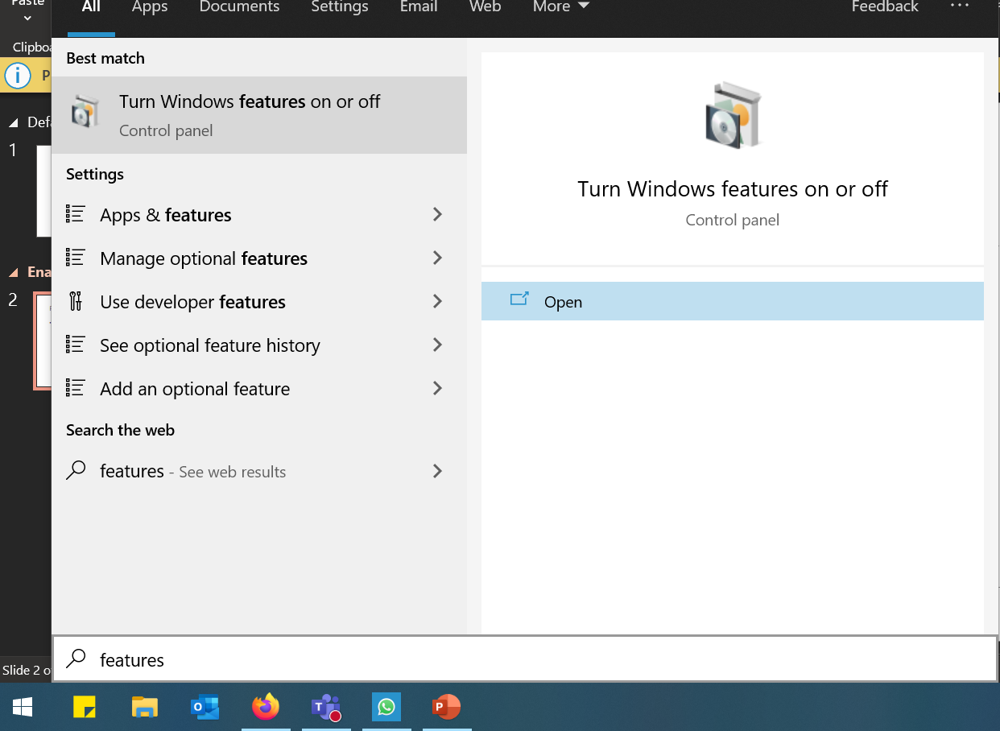 Paste
All Apps Documents Settings Email Web More Feedback
Best match
Turn Windows features on or off
Control panel
Settings
Apps & features
Manage optional features
Use developer features
See optional feature history
Add an optional feature
Search the web
features - See web results
features
Turn Windows features on or off
Control panel
Open
Clipboa
P
Defa
1
Ena
2
Slide 2 o